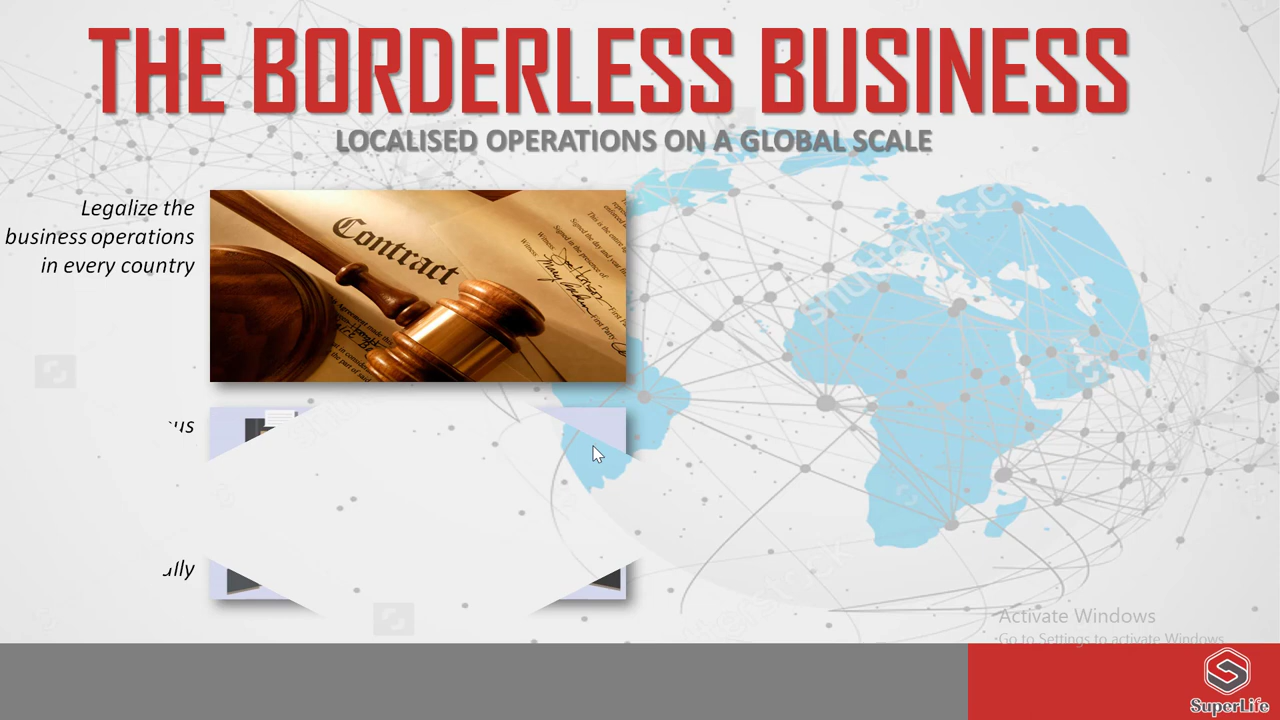 THE BORDERLESS BUSINESS
LOCALISED OPERATIONS ON A GLOBAL SCALE
Legalize the
business operations
in every country
Contract
shutterstock
Activate Windows
Go to Settings to activate Windows.
SuperLife